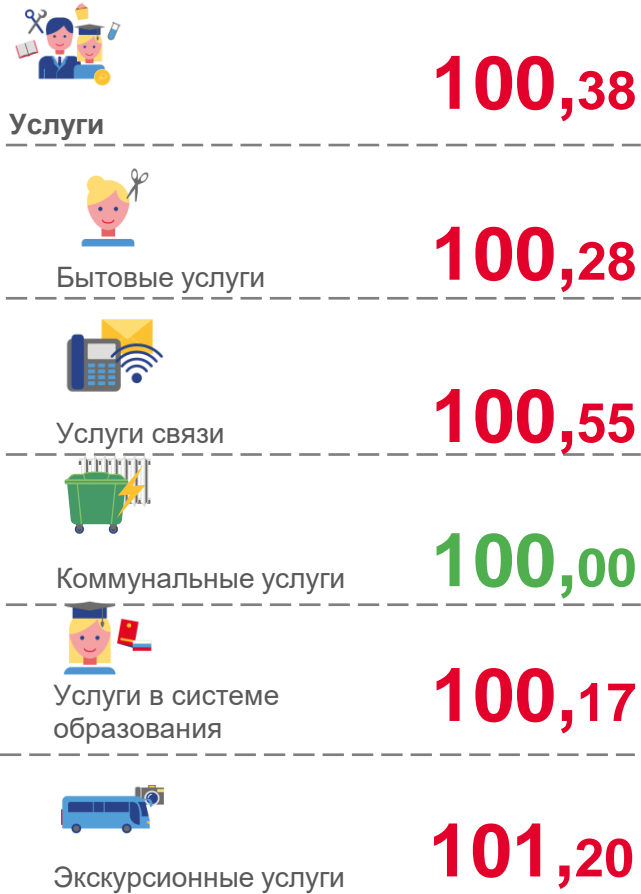 100,38
Услуги
100,28
Бытовые услуги
100,55
Услуги связи
100,00
Коммунальные услуги
100,17
Услуги в системе
образования
101,20
Экскурсионные услуги